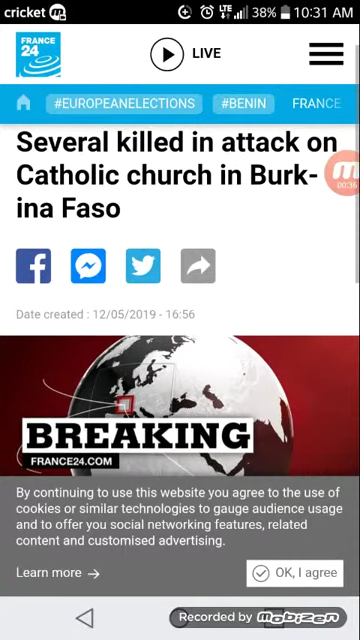 cricket LTE 38% 10:31 AM
FRANCE 24 LIVE
#EUROPEANELECTIONS #BENIN FRANCE
Several killed in attack on
Catholic church in Burk-
ina Faso
00:36
Date created : 12/05/2019 - 16:56
BREAKING
FRANCE24.COM
By continuing to use this website you agree to the use of
cookies or similar technologies to gauge audience usage
and to offer you social networking features, related
content and customised advertising.
Learn more → OK, I agree
Recorded by Mobizen